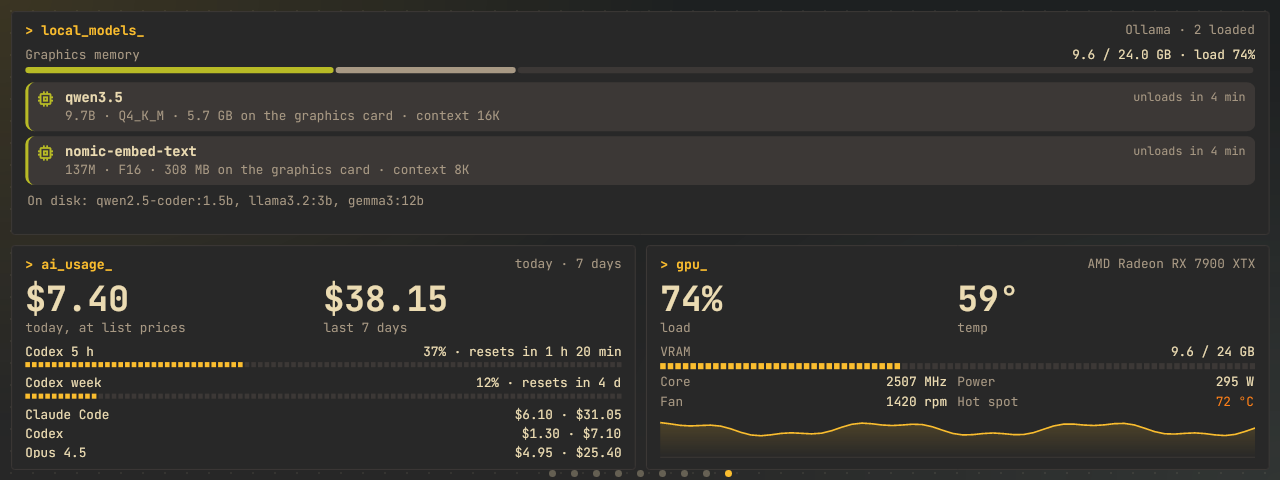 > local_models_
Ollama · 2 loaded
Graphics memory
9.6 / 24.0 GB · load 74%
qwen3.5
unloads in 4 min
9.7B · Q4_K_M · 5.7 GB on the graphics card · context 16K
nomic-embed-text
unloads in 4 min
137M · F16 · 308 MB on the graphics card · context 8K
On disk: qwen2.5-coder:1.5b, llama3.2:3b, gemma3:12b
> ai_usage_
today · 7 days
$7.40
$38.15
today, at list prices
last 7 days
Codex 5 h
37% · resets in 1 h 20 min
Codex week
12% · resets in 4 d
Claude Code
$6.10 · $31.05
Codex
$1.30 · $7.10
Opus 4.5
$4.95 · $25.40
> gpu_
AMD Radeon RX 7900 XTX
74%
59°
load
temp
VRAM
9.6 / 24 GB
Core
2507 MHz
Power
295 W
Fan
1420 rpm
Hot spot
72 °C